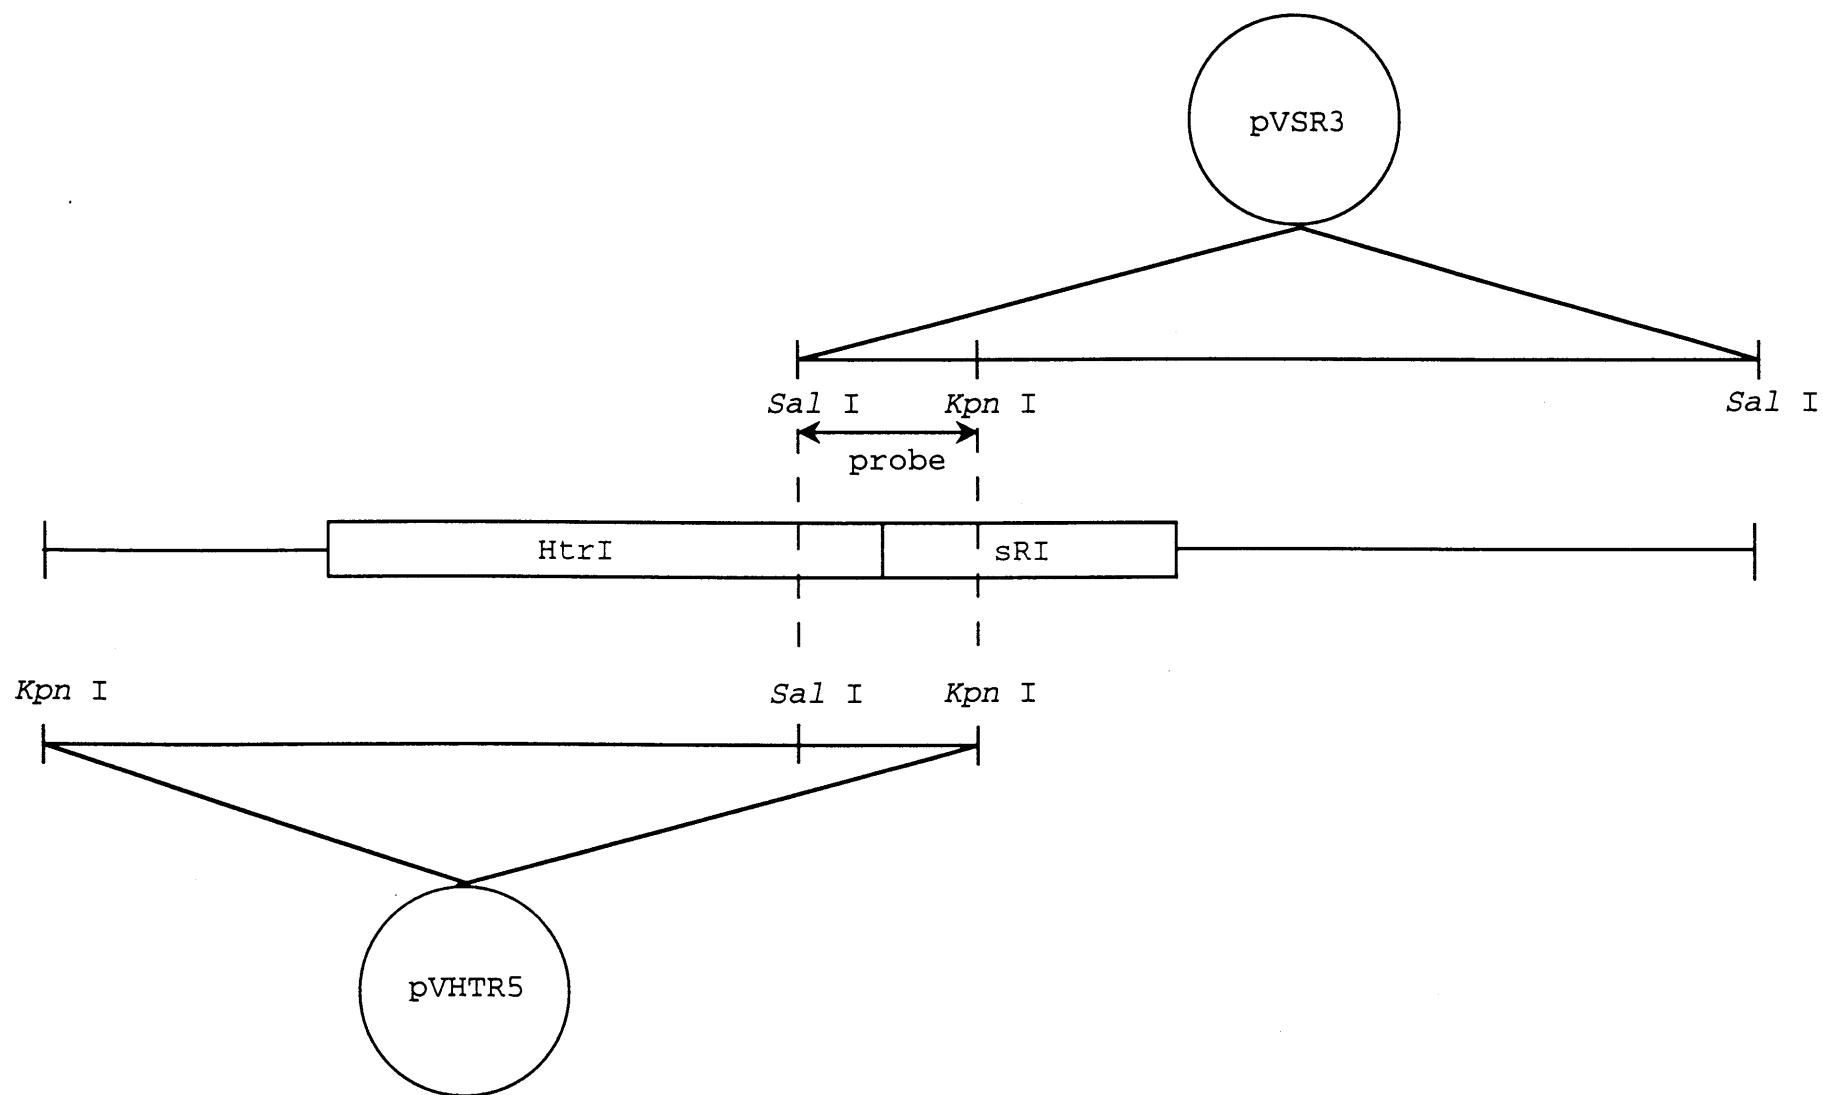 pVSR3
Sal I Kpn I Sal I
probe
HtrI sRI
Kpn I Sal I Kpn I
pVHTR5